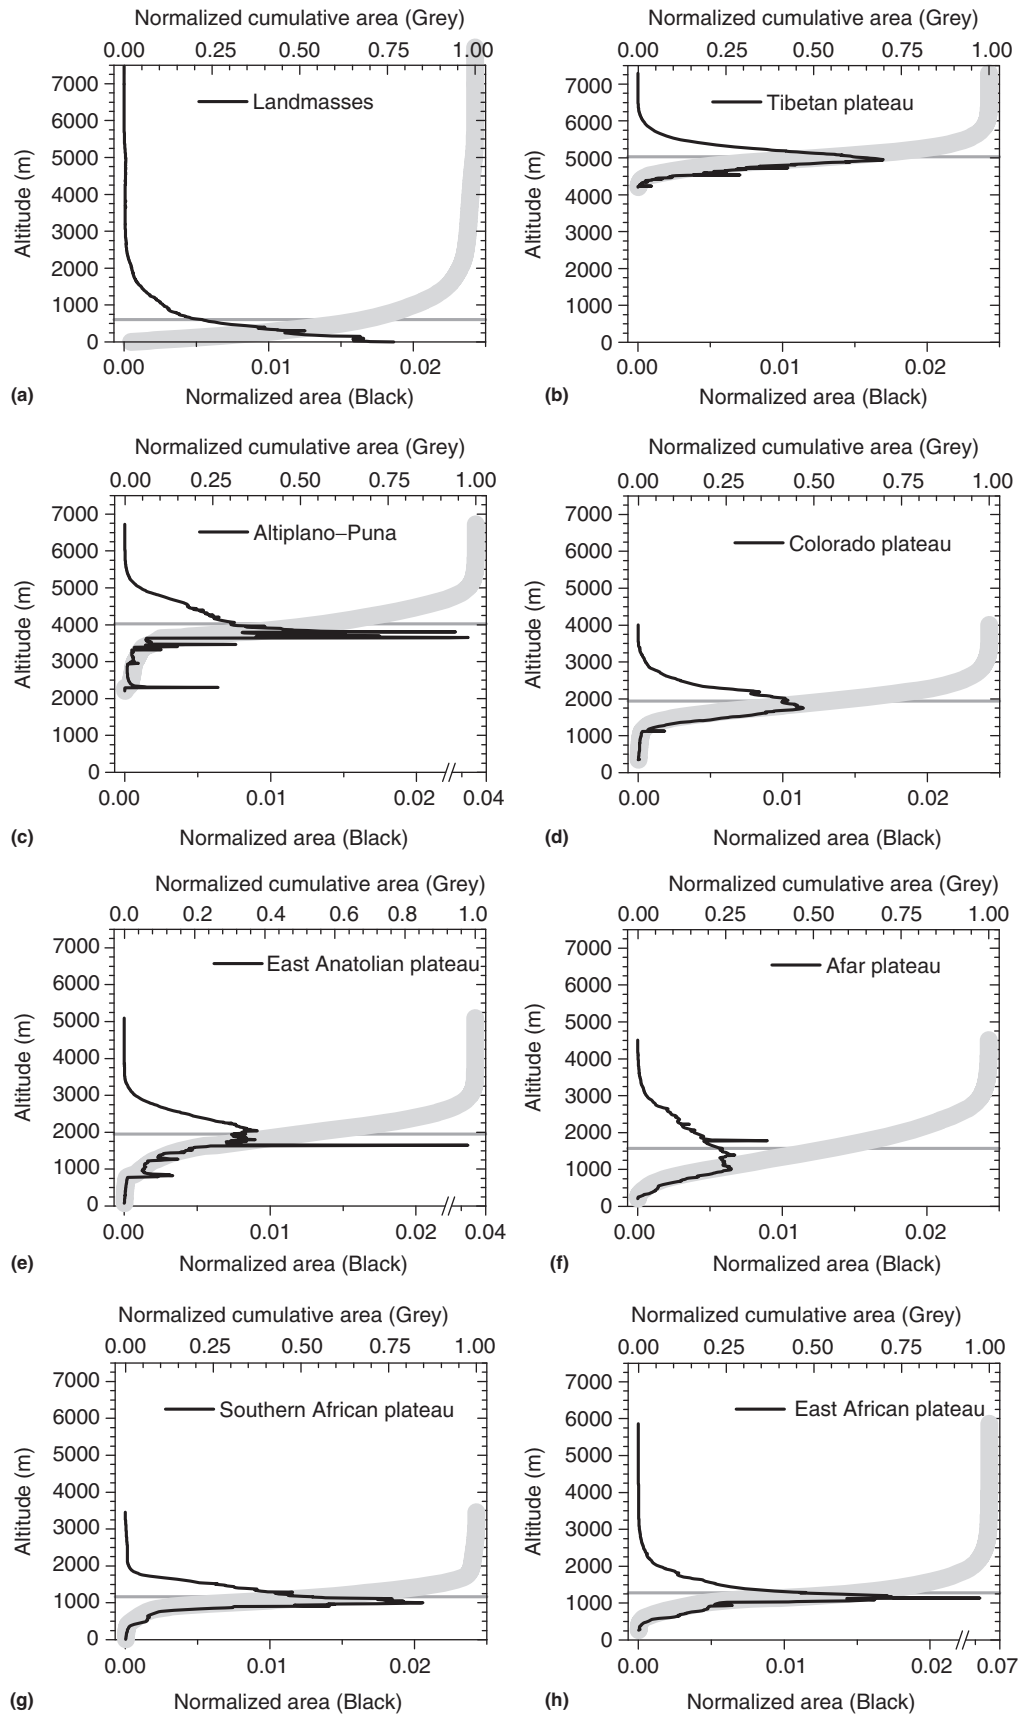 Normalized cumulative area (Grey)
0.00 0.25 0.50 0.75 1.00
7000
6000
5000
4000
3000
2000
1000
0
Altitude (m)
Landmasses
0.00 0.01 0.02
(a) Normalized area (Black)
Normalized cumulative area (Grey)
0.00 0.25 0.50 0.75 1.00
7000
6000
5000
4000
3000
2000
1000
0
Altitude (m)
Tibetan plateau
0.00 0.01 0.02
(b) Normalized area (Black)
Normalized cumulative area (Grey)
0.00 0.25 0.50 0.75 1.00
7000
6000
5000
4000
3000
2000
1000
0
Altitude (m)
Altiplano–Puna
0.00 0.01 0.02 0.04
(c) Normalized area (Black)
Normalized cumulative area (Grey)
0.00 0.25 0.50 0.75 1.00
7000
6000
5000
4000
3000
2000
1000
0
Altitude (m)
Colorado plateau
0.00 0.01 0.02
(d) Normalized area (Black)
Normalized cumulative area (Grey)
0.0 0.2 0.4 0.6 0.8 1.0
7000
6000
5000
4000
3000
2000
1000
0
Altitude (m)
East Anatolian plateau
0.00 0.01 0.02 0.04
(e) Normalized area (Black)
Normalized cumulative area (Grey)
0.00 0.25 0.50 0.75 1.00
7000
6000
5000
4000
3000
2000
1000
0
Altitude (m)
Afar plateau
0.00 0.01 0.02
(f) Normalized area (Black)
Normalized cumulative area (Grey)
0.00 0.25 0.50 0.75 1.00
7000
6000
5000
4000
3000
2000
1000
0
Altitude (m)
Southern African plateau
0.00 0.01 0.02
(g) Normalized area (Black)
Normalized cumulative area (Grey)
0.00 0.25 0.50 0.75 1.00
7000
6000
5000
4000
3000
2000
1000
0
Altitude (m)
East African plateau
0.00 0.01 0.02 0.07
(h) Normalized area (Black)